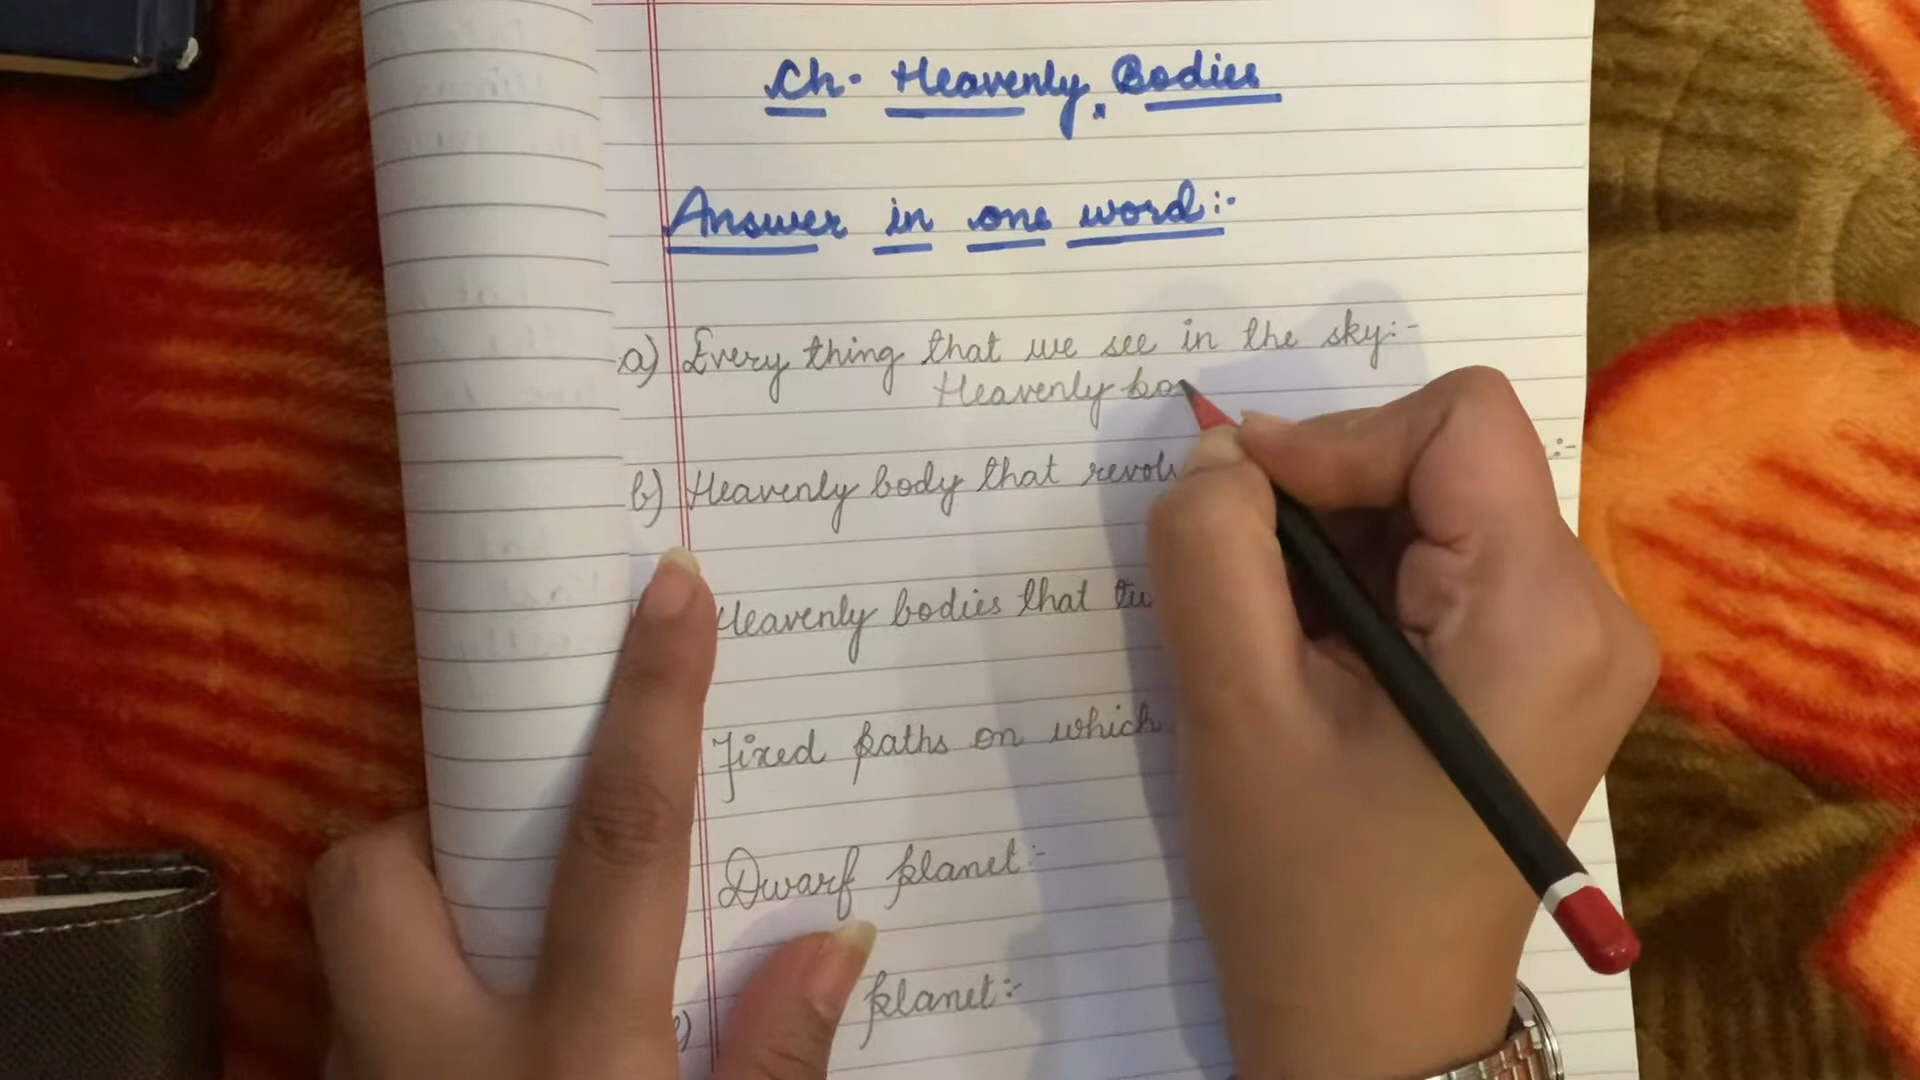 Ch. Heavenly Bodies
Answer in one word:-
a) Every thing that we see in the sky:-
Heavenly bo
b) Heavenly body that revol
Heavenly bodies that tu
Fixed paths on which
Dwarf planet:-
planet:-